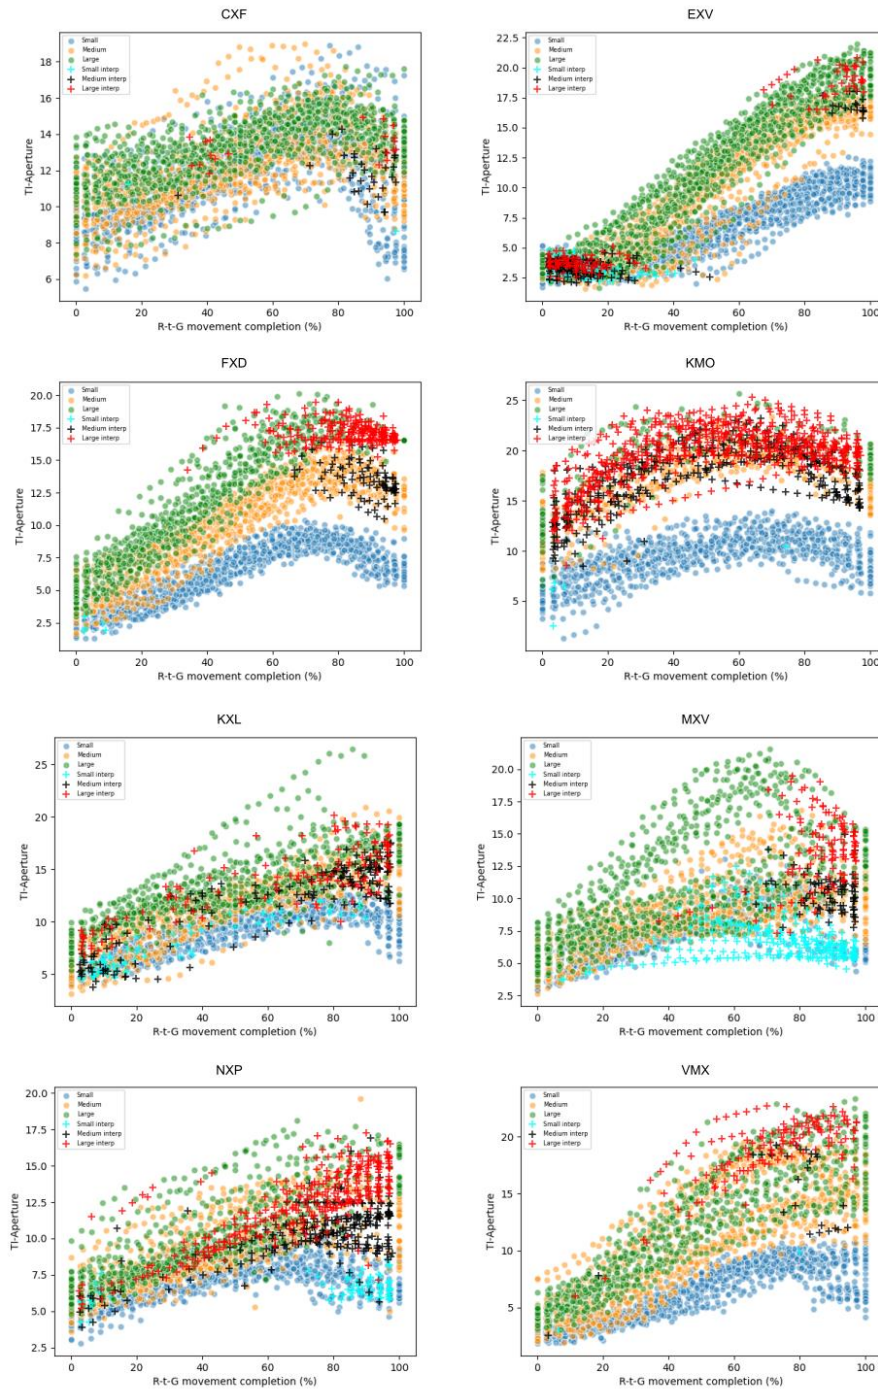 CXF
Small
Medium
Large
Small interp
Medium interp
Large interp
18
16
14
12
10
8
6
TI-Aperture
0 20 40 60 80 100
R-t-G movement completion (%)
EXV
Small
Medium
Large
Small interp
Medium interp
Large interp
22.5
20.0
17.5
15.0
12.5
10.0
7.5
5.0
2.5
TI-Aperture
0 20 40 60 80 100
R-t-G movement completion (%)
FXD
Small
Medium
Large
Small interp
Medium interp
Large interp
20.0
17.5
15.0
12.5
10.0
7.5
5.0
2.5
TI-Aperture
0 20 40 60 80 100
R-t-G movement completion (%)
KMO
Small
Medium
Large
Small interp
Medium interp
Large interp
25
20
15
10
5
TI-Aperture
0 20 40 60 80 100
R-t-G movement completion (%)
KXL
Small
Medium
Large
Small interp
Medium interp
Large interp
25
20
15
10
5
TI-Aperture
0 20 40 60 80 100
R-t-G movement completion (%)
MXV
Small
Medium
Large
Small interp
Medium interp
Large interp
20.0
17.5
15.0
12.5
10.0
7.5
5.0
2.5
TI-Aperture
0 20 40 60 80 100
R-t-G movement completion (%)
NXP
Small
Medium
Large
Small interp
Medium interp
Large interp
20.0
17.5
15.0
12.5
10.0
7.5
5.0
2.5
TI-Aperture
0 20 40 60 80 100
R-t-G movement completion (%)
VMX
Small
Medium
Large
Small interp
Medium interp
Large interp
20
15
10
5
TI-Aperture
0 20 40 60 80 100
R-t-G movement completion (%)